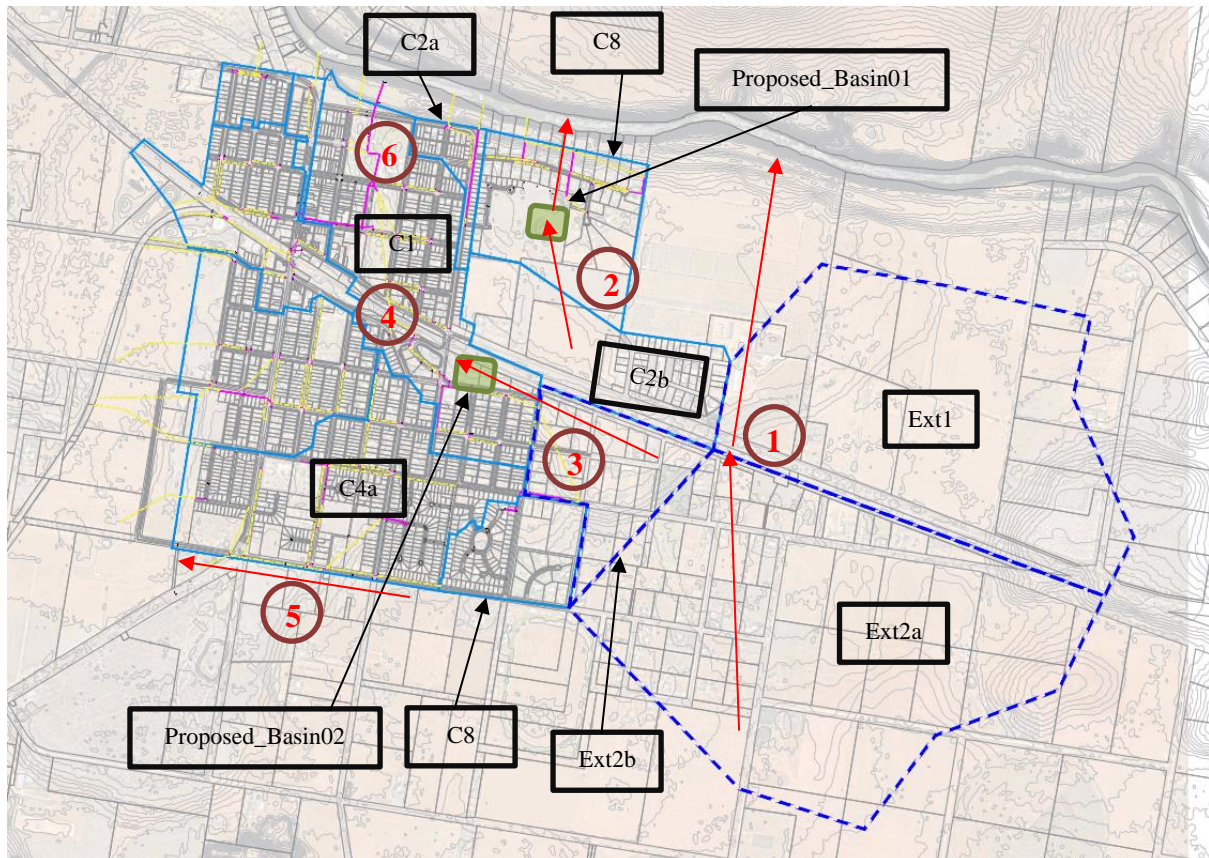 C2a
C8
Proposed_Basin01
6
C1
2
4
C2b
Ext1
1
3
C4a
5
Ext2a
Proposed_Basin02
C8
Ext2b